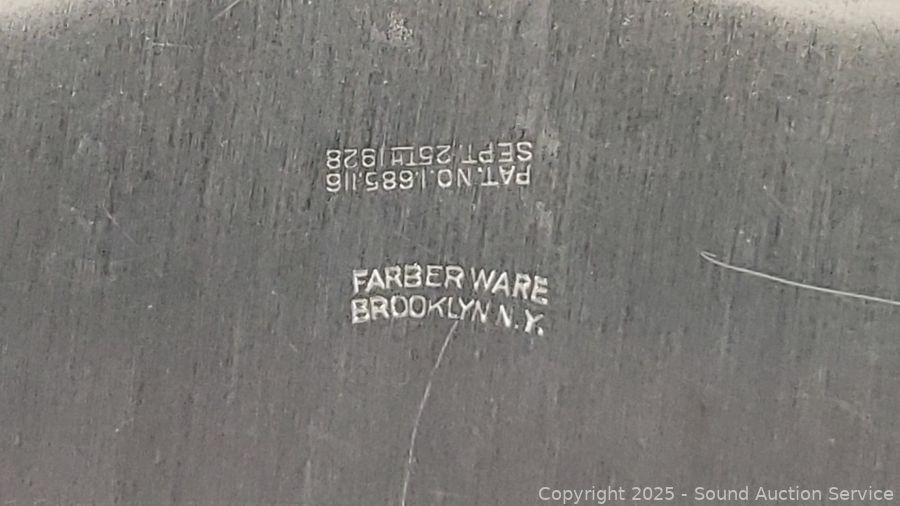 PAT. NO. 1.685.116
SEPT. 25TH 1928
FARBER WARE
BROOKLYN N.Y.
Copyright © 2025 - Sound Auction Service